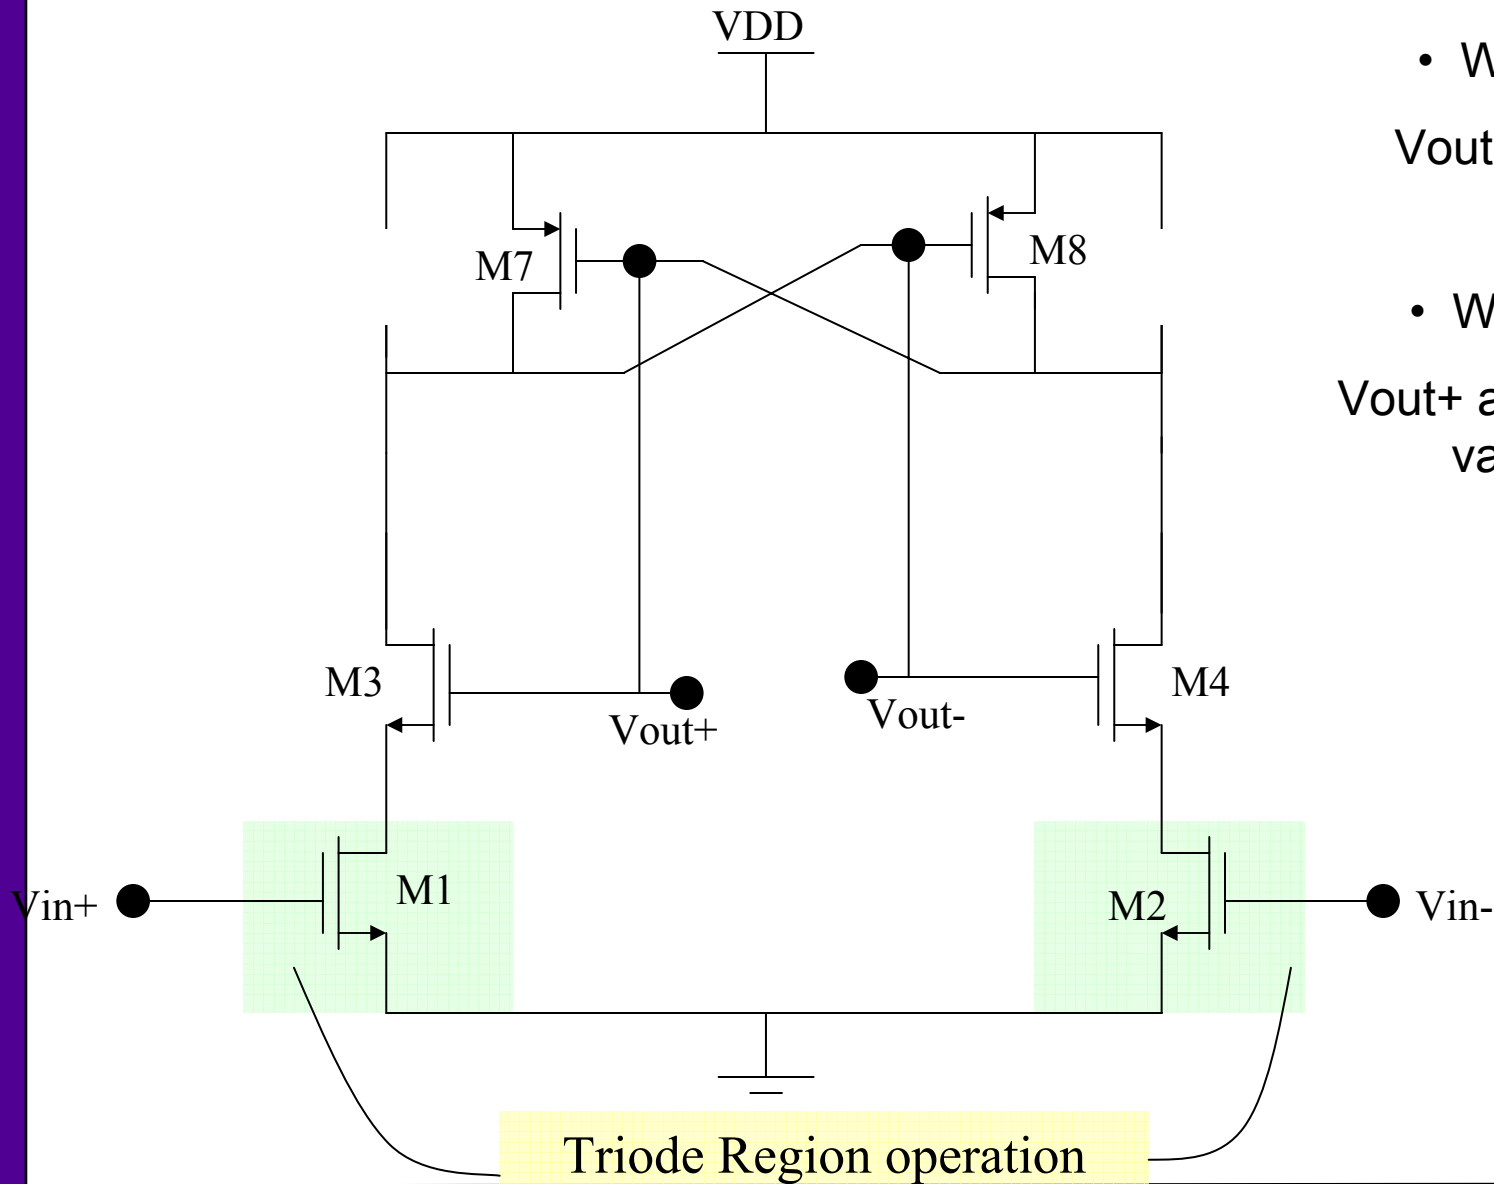 VDD
• W
Vout
M7
M8
• W
Vout+ a
va
M3
M4
Vout+
Vout-
M1
M2
Vin+
Vin-
Triode Region operation